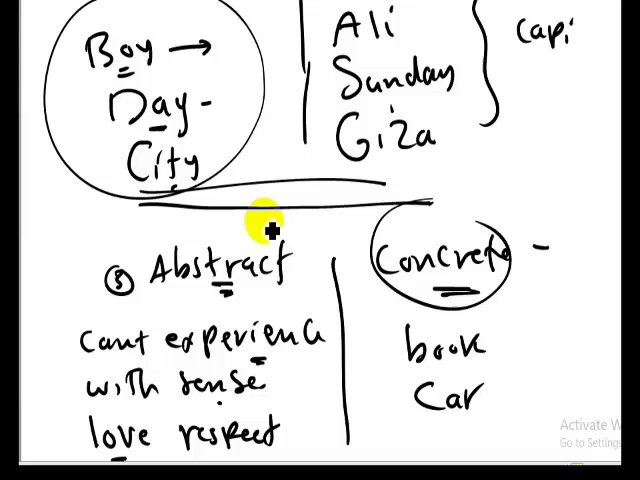 Boy →
Day -
City
Ali
Sunday
Giza
capi
③ Abstract
cant experience
with sense
love respect
Concrete -
book
Car
Activate W
Go to Settings